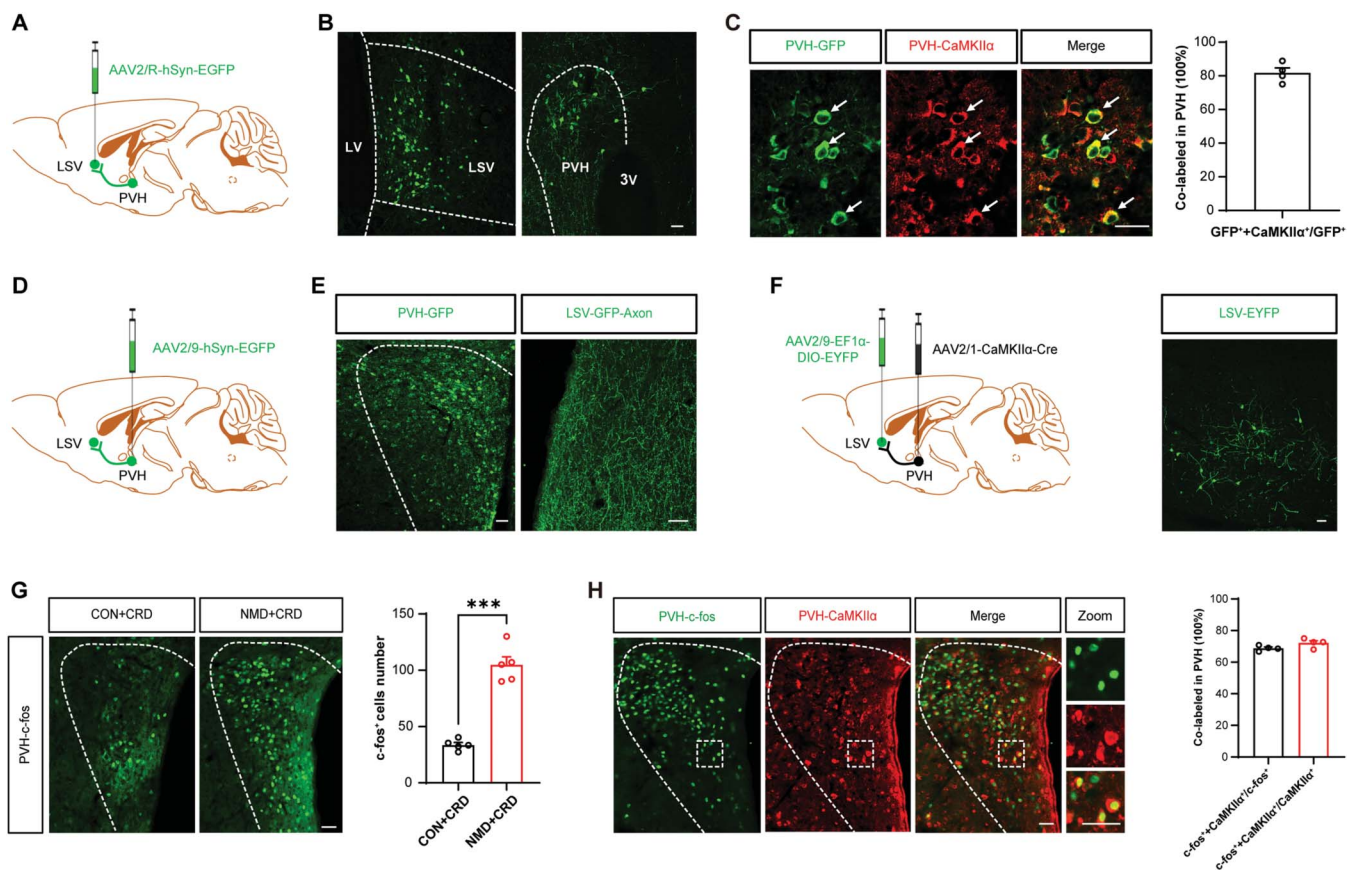 A
AAV2/R-hSyn-EGFP
LSV
PVH
B
LV
LSV
PVH
3V
C
PVH-GFP
PVH-CaMKIIα
Merge
Co-labeled in PVH (100%)
100
80
60
40
20
0
GFP⁺+CaMKIIα⁺/GFP⁺
D
AAV2/9-hSyn-EGFP
LSV
PVH
E
PVH-GFP
LSV-GFP-Axon
F
AAV2/9-EF1α-
DIO-EYFP
AAV2/1-CaMKIIα-Cre
LSV
PVH
LSV-EYFP
G
CON+CRD
NMD+CRD
PVH-c-fos
c-fos⁺ cells number
150
100
50
0
***
CON+CRD
NMD+CRD
H
PVH-c-fos
PVH-CaMKIIα
Merge
Zoom
Co-labeled in PVH (100%)
100
80
60
40
20
0
c-fos⁺+CaMKIIα⁺/c-fos⁺
c-fos⁺+CaMKIIα⁺/CaMKIIα⁺